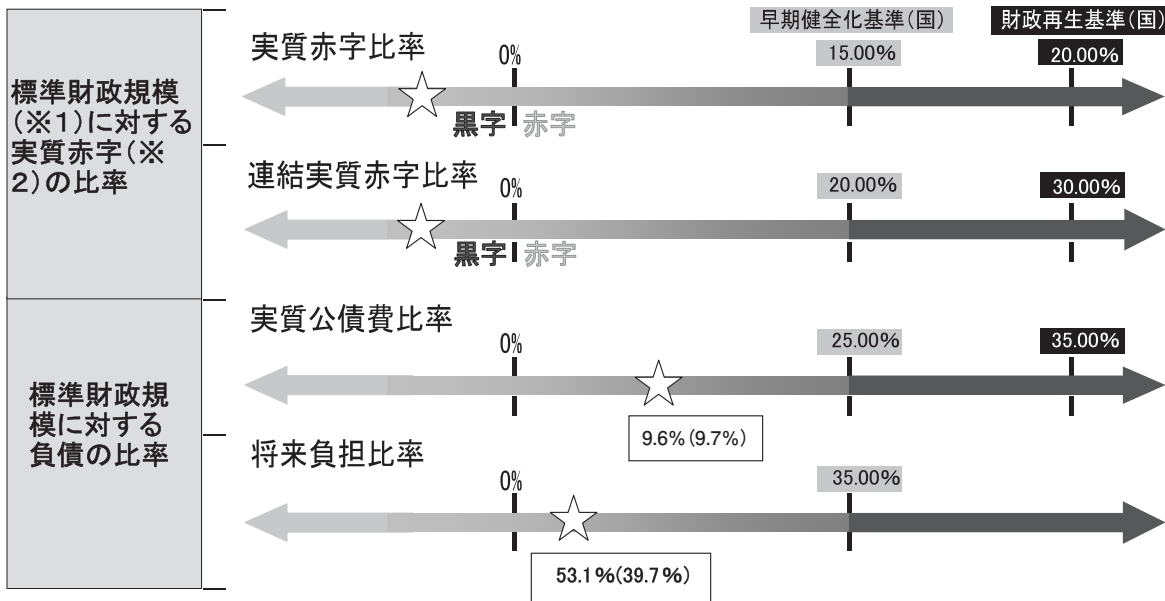 早期健全化基準(国)
財政再生基準(国)
標準財政規模
(※1)に対する
実質赤字(※
2)の比率
実質赤字比率
0%
15.00%
20.00%
黒字
赤字
連結実質赤字比率
0%
20.00%
30.00%
黒字
赤字
標準財政規
模に対する
負債の比率
実質公債費比率
0%
25.00%
35.00%
9.6%(9.7%)
将来負担比率
0%
35.00%
53.1%(39.7%)